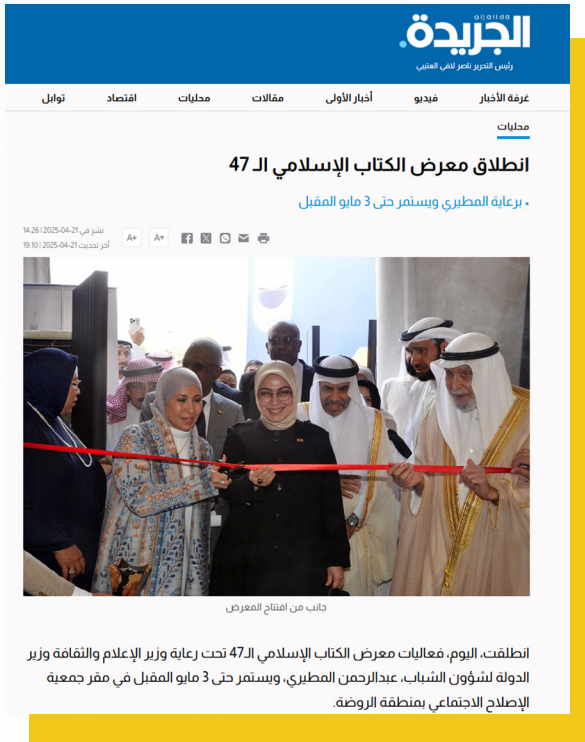 aljarida
الجريدة.
رئيس التحرير ناصر لافي العتيبي
غرفة الأخبار فيديو أخبار الأولى مقالات محليات اقتصاد توابل
محليات
انطلاق معرض الكتاب الإسلامي الـ 47
• برعاية المطيري ويستمر حتى 3 مايو المقبل
نشر في 21-04-2025 | 14:26
آخر تحديث 21-04-2025 | 19:10
A+ A+
جانب من افتتاح المعرض
انطلقت، اليوم، فعاليات معرض الكتاب الإسلامي الـ47 تحت رعاية وزير الإعلام والثقافة وزير
الدولة لشؤون الشباب، عبدالرحمن المطيري، ويستمر حتى 3 مايو المقبل في مقر جمعية
الإصلاح الاجتماعي بمنطقة الروضة.